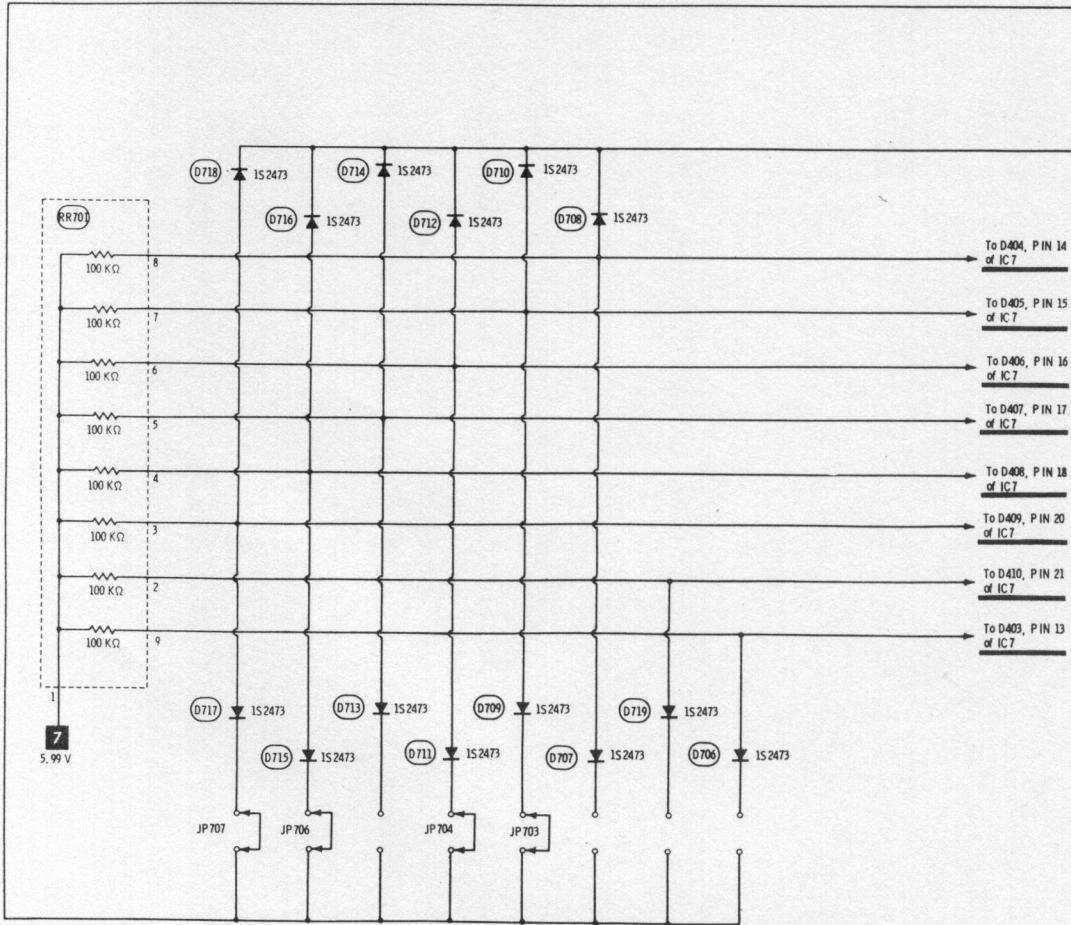 D718 1S2473 D714 1S2473 D710 1S2473
D716 1S2473 D712 1S2473 D708 1S2473
RR701
100 KΩ 8 To D404, PIN 14
of IC7
100 KΩ 7 To D405, PIN 15
of IC7
100 KΩ 6 To D406, PIN 16
of IC7
100 KΩ 5 To D407, PIN 17
of IC7
100 KΩ 4 To D408, PIN 18
of IC7
100 KΩ 3 To D409, PIN 20
of IC7
100 KΩ 2 To D410, PIN 21
of IC7
100 KΩ 9 To D403, PIN 13
of IC7
1
7
5.99 V
D717 1S2473 D713 1S2473 D709 1S2473 D719 1S2473
D715 1S2473 D711 1S2473 D707 1S2473 D706 1S2473
JP707 JP706 JP704 JP703